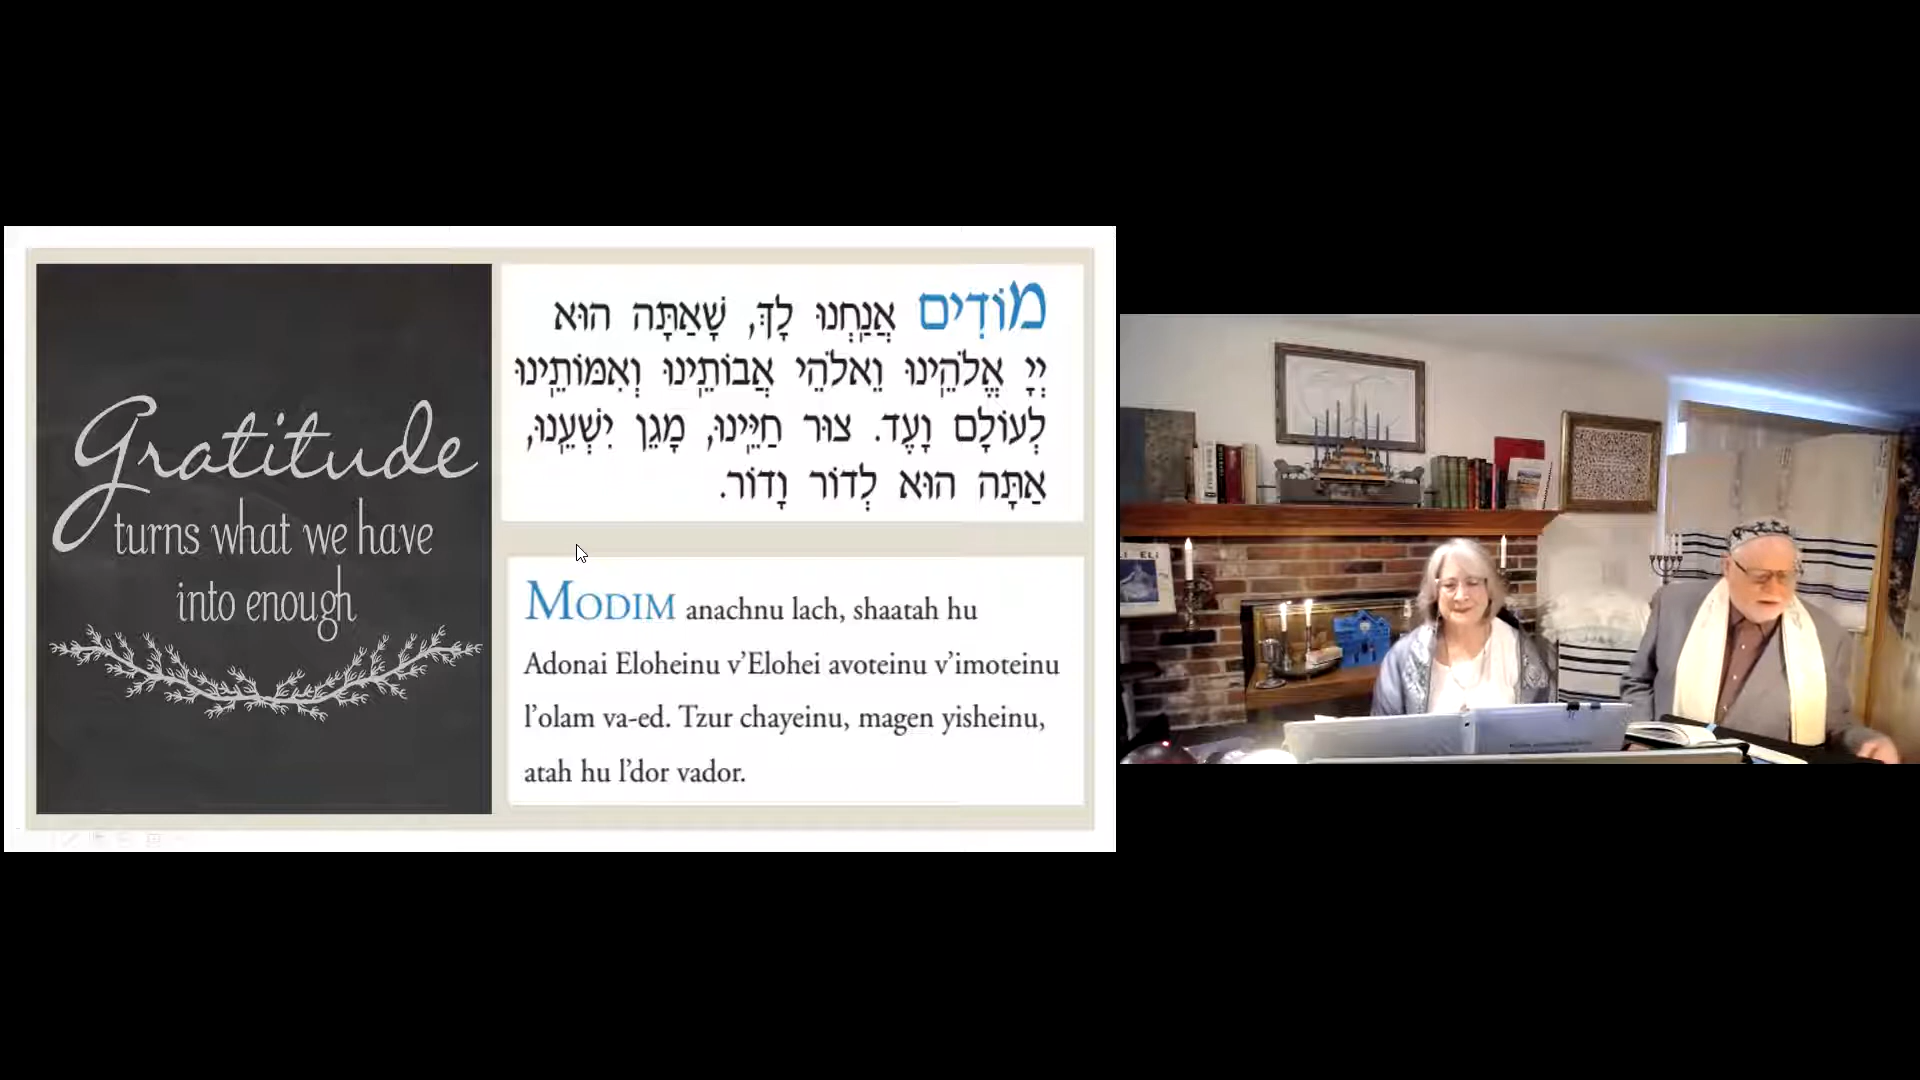 Gratitude
turns what we have
into enough
מוֹדִים אֲנַֽחְנוּ לָךְ, שָׁאַתָּה הוּא
יְיָ אֱלֹהֵֽינוּ וֵאלֹהֵי אֲבוֹתֵֽינוּ וְאִמּוֹתֵֽינוּ
לְעוֹלָם וָעֶד. צוּר חַיֵּֽינוּ, מָגֵן יִשְׁעֵֽנוּ,
אַתָּה הוּא לְדוֹר וָדוֹר.
MODIM anachnu lach, shaatah hu
Adonai Eloheinu v’Elohei avoteinu v’imoteinu
l’olam va-ed. Tzur chayeinu, magen yisheinu,
atah hu l’dor vador.
ELI